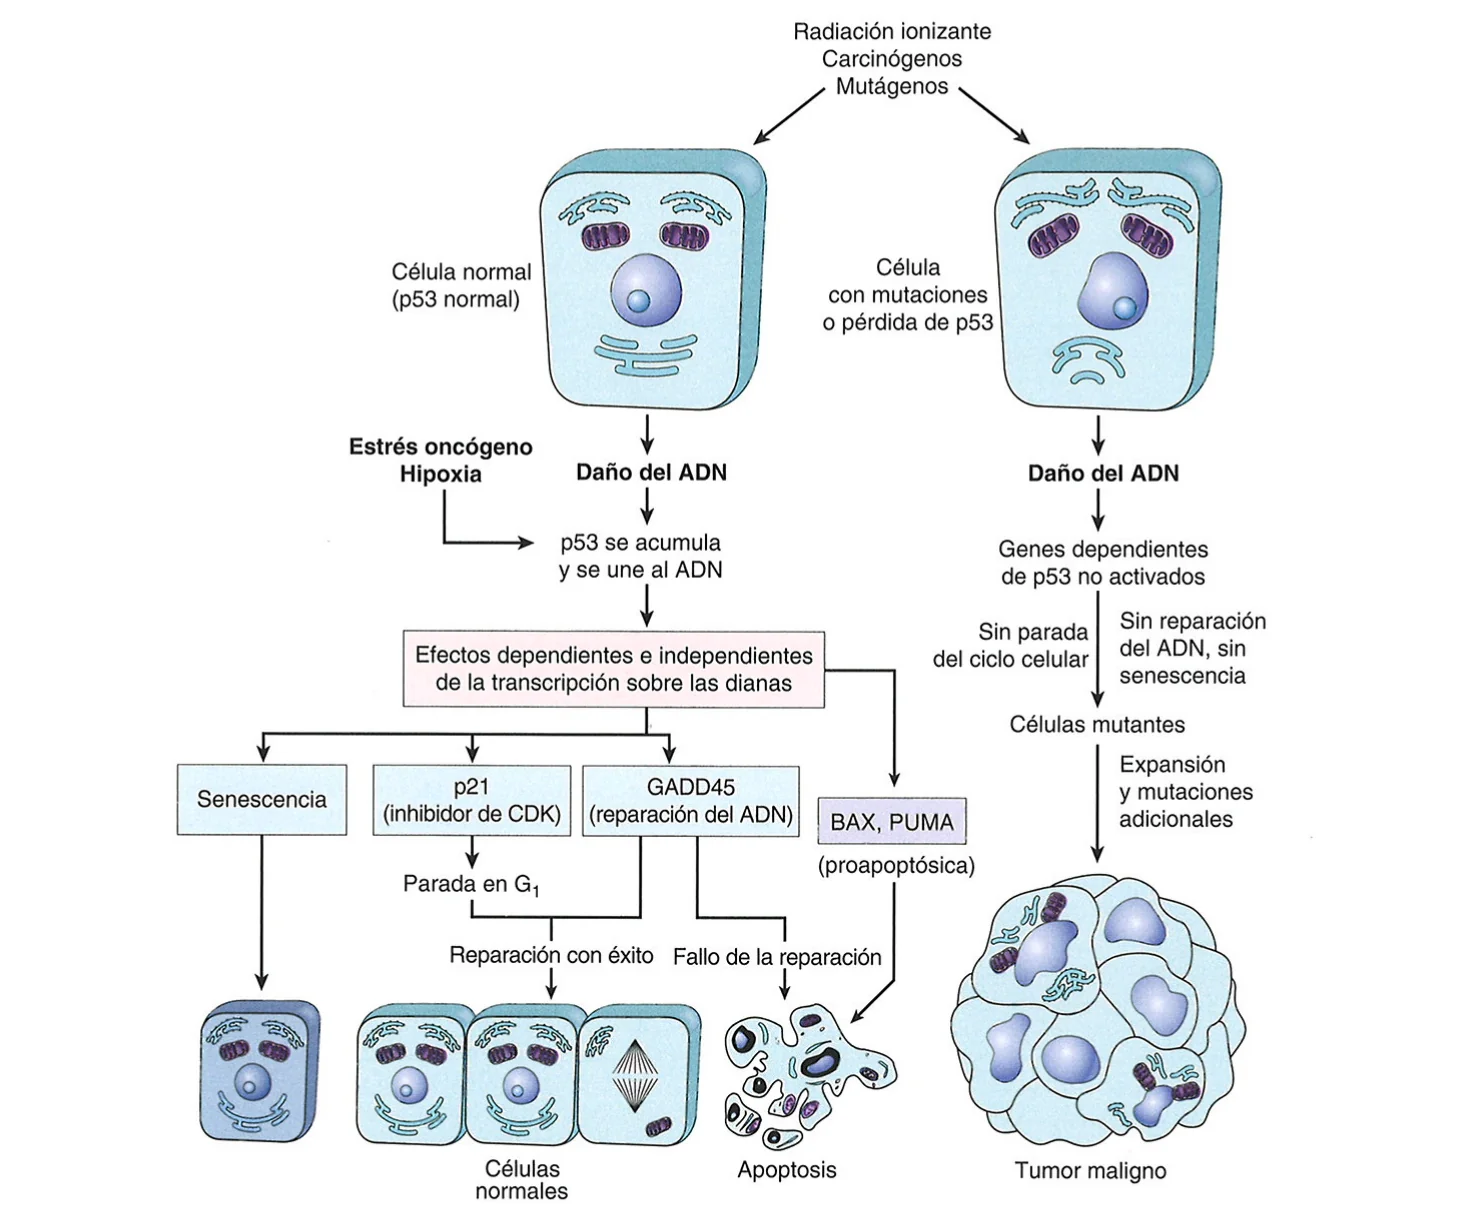 Radiación ionizante
Carcinógenos
Mutágenos
Célula normal
(p53 normal)
Célula
con mutaciones
o pérdida de p53
Estrés oncógeno
Hipoxia
Daño del ADN
Daño del ADN
p53 se acumula
y se une al ADN
Genes dependientes
de p53 no activados
Efectos dependientes e independientes
de la transcripción sobre las dianas
Sin parada
del ciclo celular
Sin reparación
del ADN, sin
senescencia
Células mutantes
Senescencia
p21
(inhibidor de CDK)
GADD45
(reparación del ADN)
BAX, PUMA
(proapoptósica)
Expansión
y mutaciones
adicionales
Parada en G1
Reparación con éxito
Fallo de la reparación
Células
normales
Apoptosis
Tumor maligno